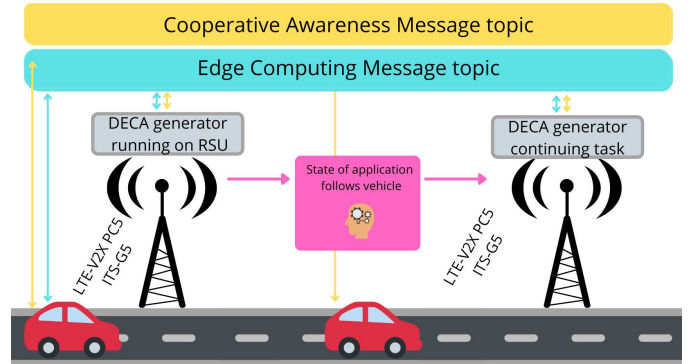 Cooperative Awareness Message topic
Edge Computing Message topic
DECA generator
running on RSU
State of application
follows vehicle
DECA generator
continuing task
LTE-V2X PC5
ITS-G5
LTE-V2X PC5
ITS-G5